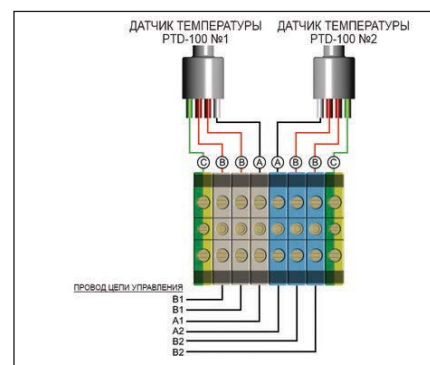 ДАТЧИК ТЕМПЕРАТУРЫ
PTD-100 №1
ДАТЧИК ТЕМПЕРАТУРЫ
PTD-100 №2
C B B A A B B C
ПРОВОД ЦЕПИ УПРАВЛЕНИЯ
B1
B1
A1
A2
B2
B2